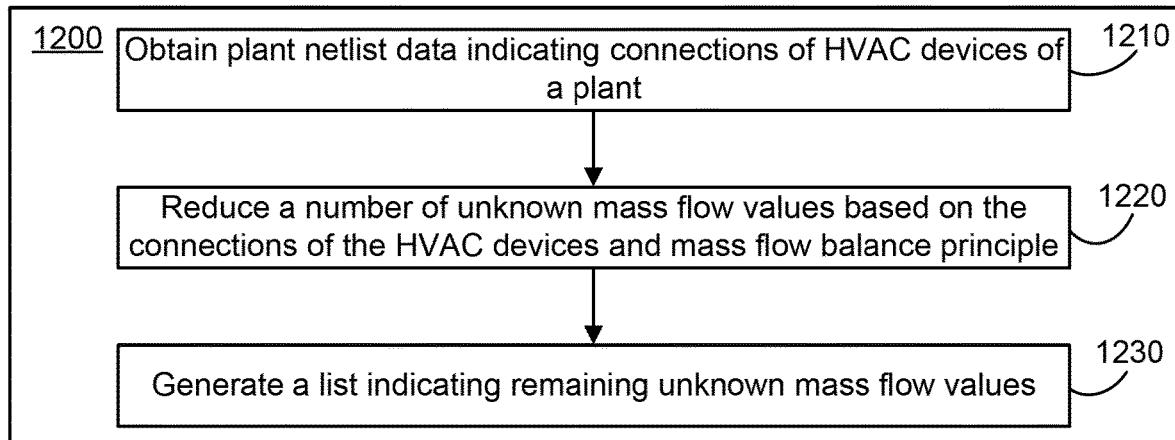 1200
Obtain plant netlist data indicating connections of HVAC devices of
a plant
1210
Reduce a number of unknown mass flow values based on the
connections of the HVAC devices and mass flow balance principle
1220
Generate a list indicating remaining unknown mass flow values
1230